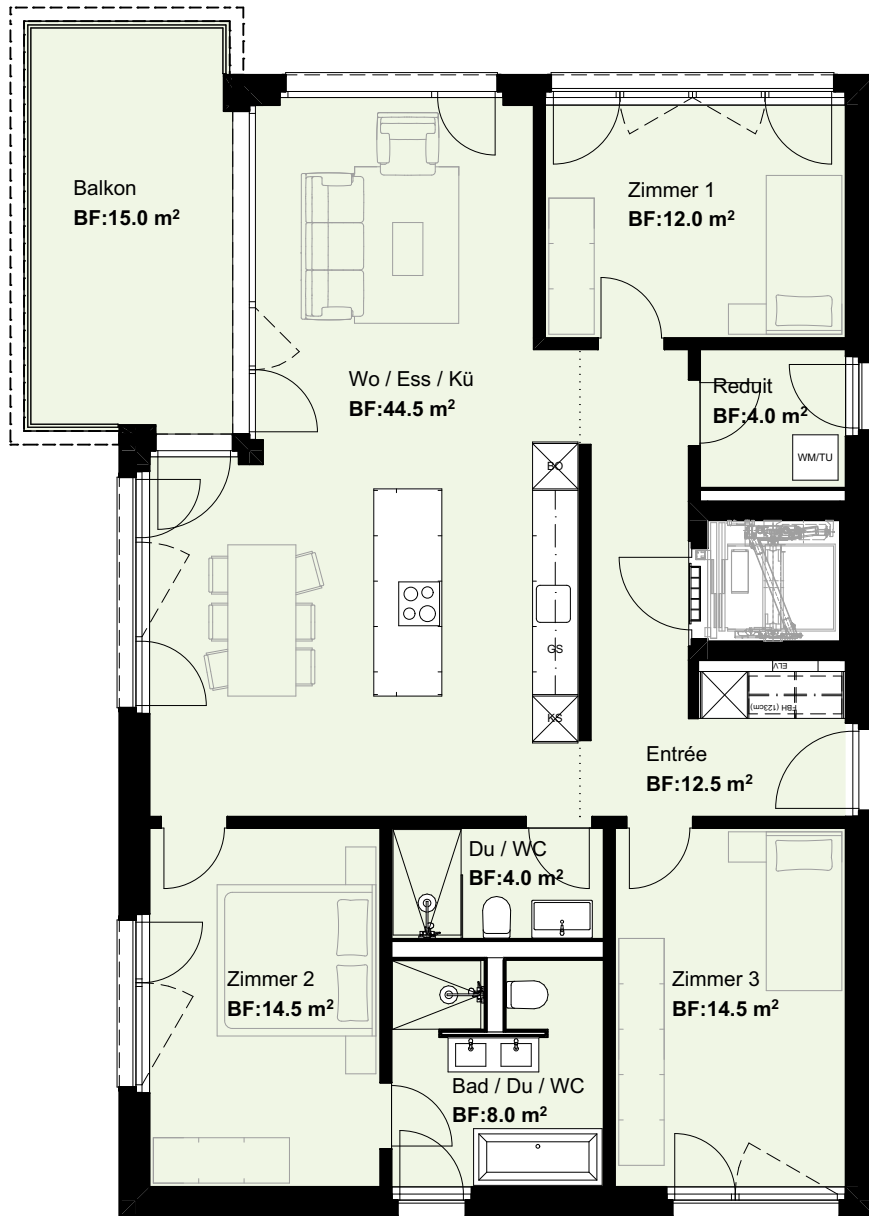 Balkon
BF:15.0 m²
Zimmer 1
BF:12.0 m²
Wo / Ess / Kü
BF:44.5 m²
Reduit
BF:4.0 m²
WM/TU
BO
GS
KS
ELV
FBH (123cm)
Entrée
BF:12.5 m²
Du / WC
BF:4.0 m²
Zimmer 2
BF:14.5 m²
Zimmer 3
BF:14.5 m²
Bad / Du / WC
BF:8.0 m²